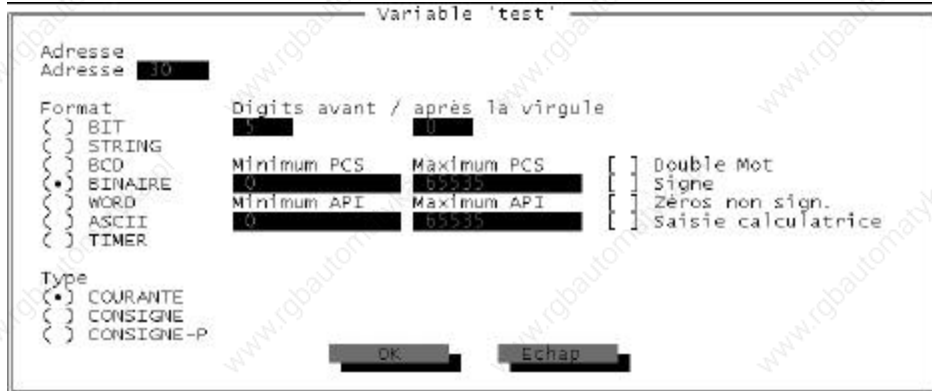 Variable 'test'
Adresse
Adresse 30
Format Digits avant / après la virgule
( ) BIT 5 0
( ) STRING
( ) BCD Minimum PCS Maximum PCS [ ] Double Mot
(•) BINAIRE 0 65535 [ ] Signe
( ) WORD Minimum API Maximum API [ ] Zéros non sign.
( ) ASCII 0 65535 [ ] Saisie calculatrice
( ) TIMER
Type
(•) COURANTE
( ) CONSIGNE
( ) CONSIGNE-P
OK Echap